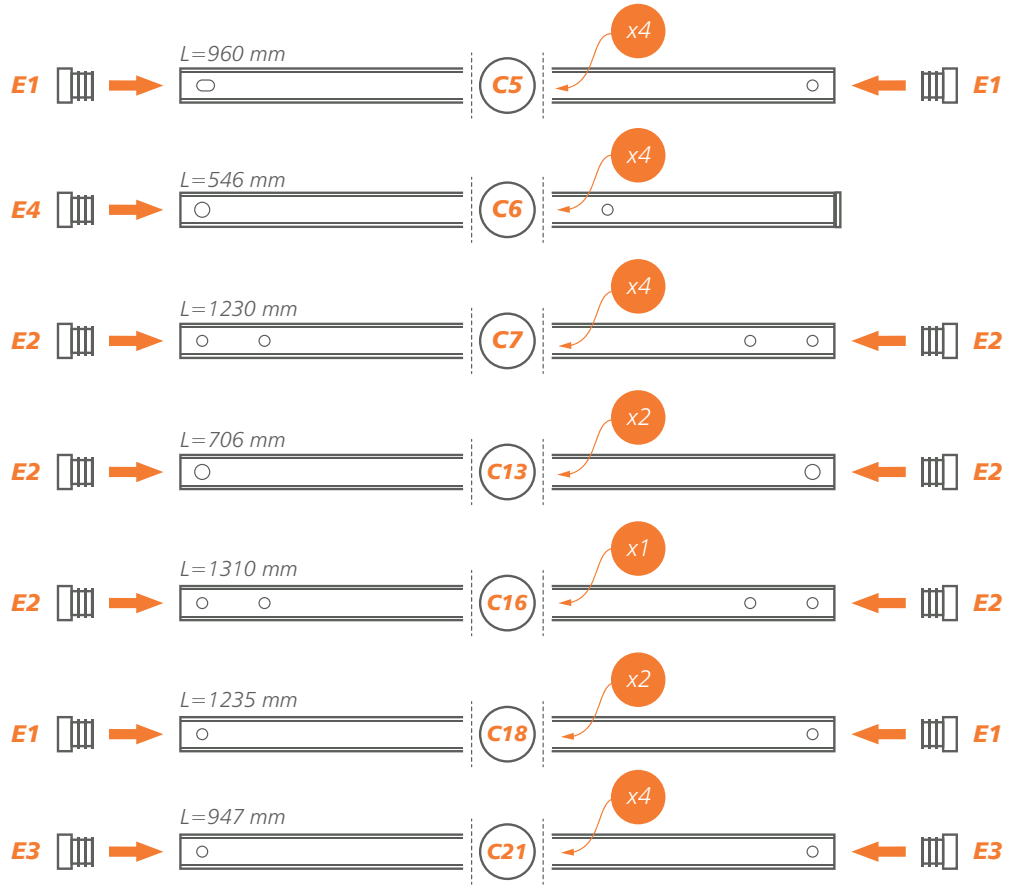 x4
L=960 mm
E1 C5 E1
x4
L=546 mm
E4 C6
x4
L=1230 mm
E2 C7 E2
x2
L=706 mm
E2 C13 E2
x1
L=1310 mm
E2 C16 E2
x2
L=1235 mm
E1 C18 E1
x4
L=947 mm
E3 C21 E3